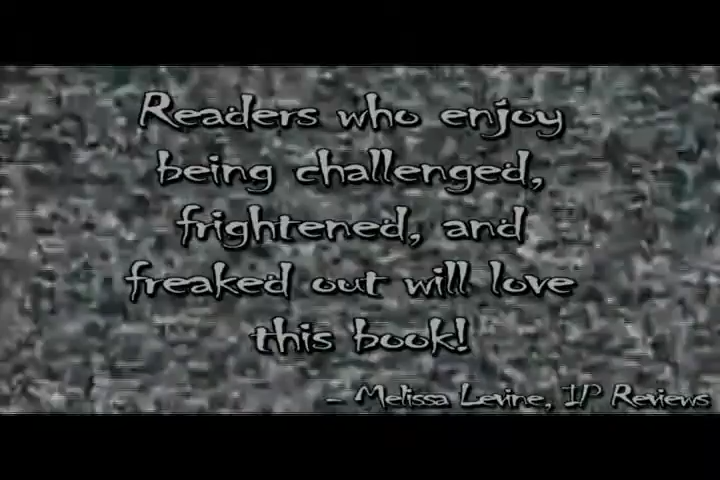 Readers who enjoy
being challenged,
frightened, and
freaked out will love
this book!
- Melissa Levine, IP Reviews